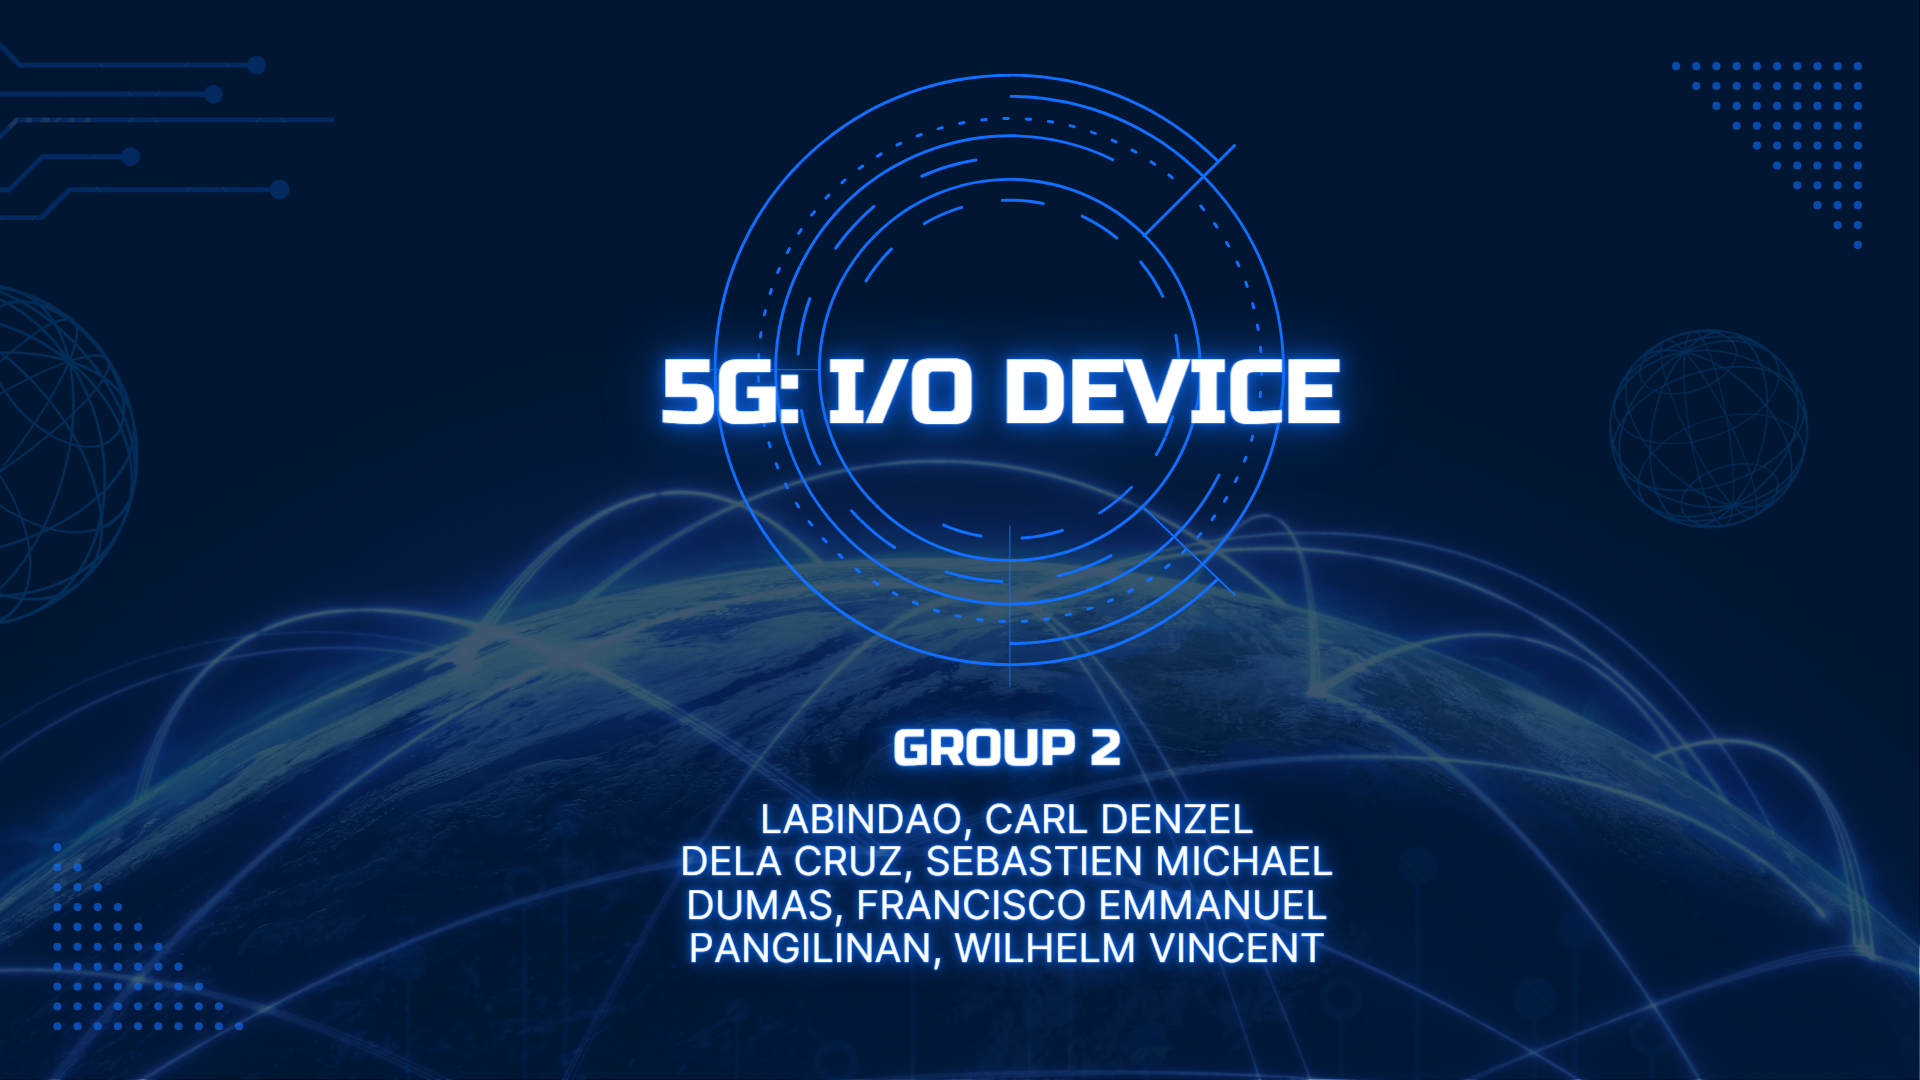 5G: I/O DEVICE
GROUP 2
LABINDAO, CARL DENZEL
DELA CRUZ, SEBASTIEN MICHAEL
DUMAS, FRANCISCO EMMANUEL
PANGILINAN, WILHELM VINCENT